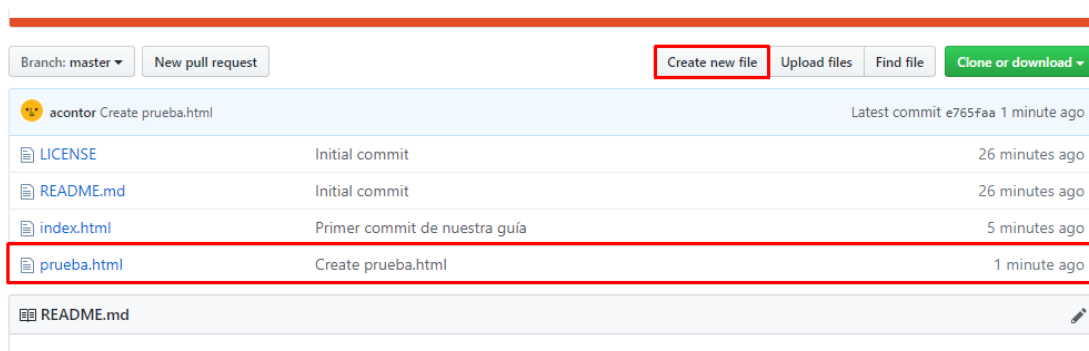 Branch: master New pull request Create new file Upload files Find file Clone or download
acontor Create prueba.html Latest commit e765faa 1 minute ago
LICENSE Initial commit 26 minutes ago
README.md Initial commit 26 minutes ago
index.html Primer commit de nuestra guía 5 minutes ago
prueba.html Create prueba.html 1 minute ago
README.md